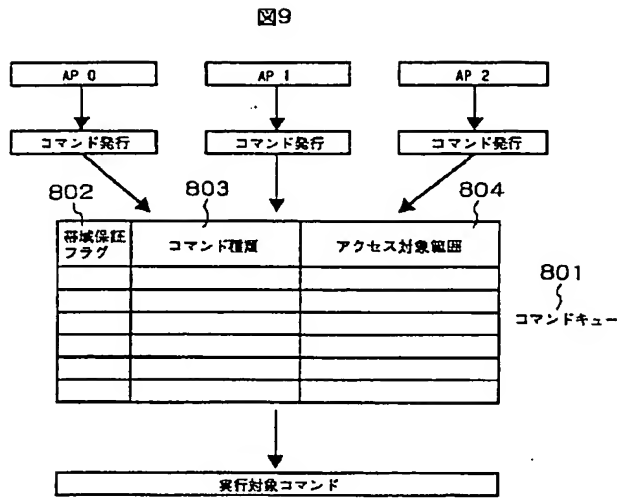 図9
AP 0
AP 1
AP 2
コマンド発行
コマンド発行
コマンド発行
802
803
804
帯域保証
フラグ
コマンド種類
アクセス対象範囲
801
コマンドキュー
実行対象コマンド